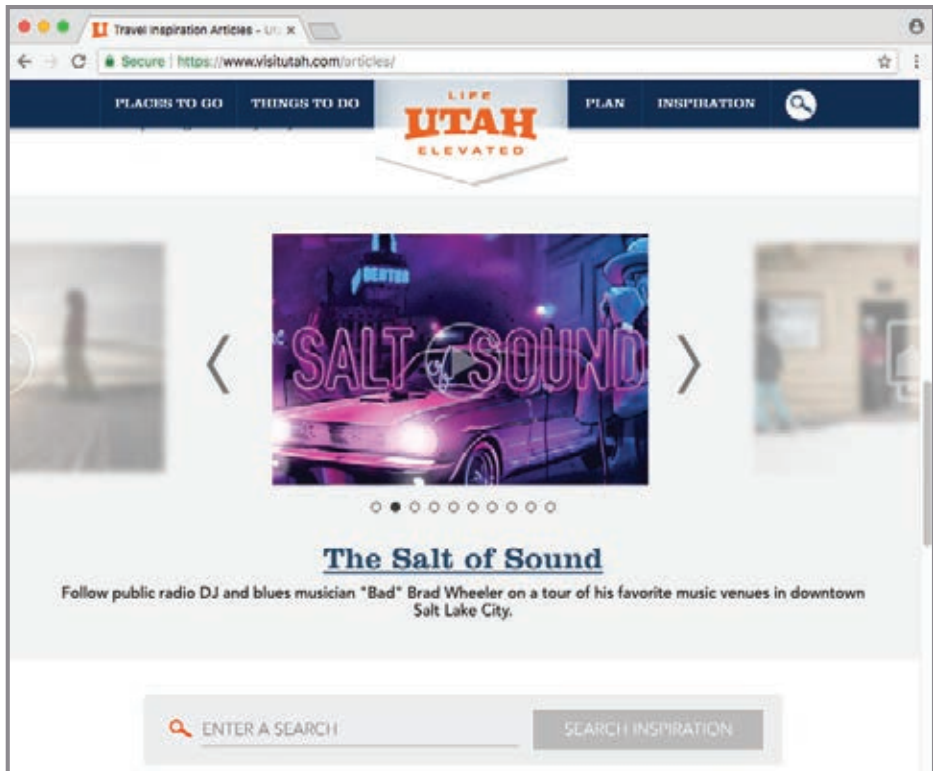 Travel Inspiration Articles - Ut
Secure | https://www.visitutah.com/articles/
PLACES TO GO
THINGS TO DO
LIFE
UTAH
ELEVATED
PLAN
INSPIRATION
SALT SOUND
The Salt of Sound
Follow public radio DJ and blues musician "Bad" Brad Wheeler on a tour of his favorite music venues in downtown
Salt Lake City.
ENTER A SEARCH
SEARCH INSPIRATION